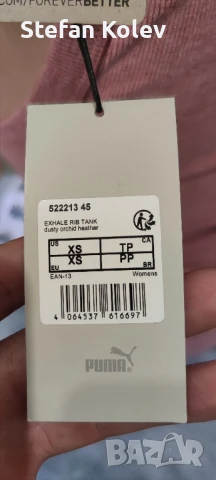 Stefan Kolev
.COM/FOREVERBETTER
522213 45
EXHALE RIB TANK
dusty orchid heather
US XS TP CA
EU XS PP BR
EAN-13 Womens
4 064537 616697
PUMA
BAZAR